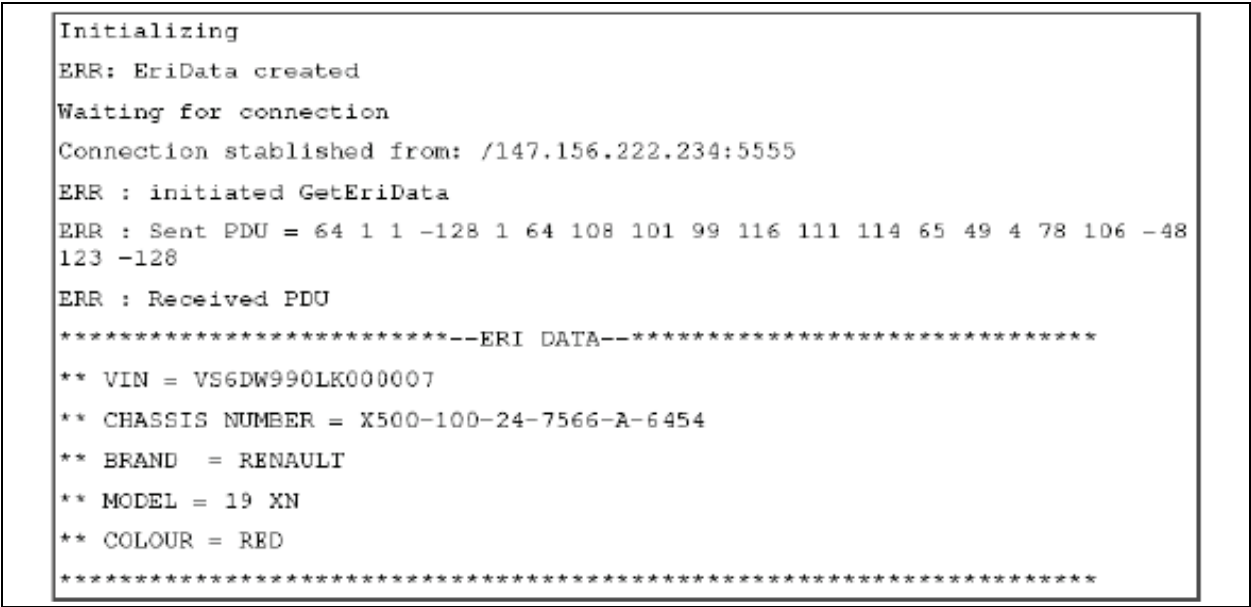 Initializing
ERR: EriData created
Waiting for connection
Connection stablished from: /147.156.222.234:5555
ERR : initiated GetEriData
ERR : Sent PDU = 64 1 1 -128 1 64 108 101 99 116 111 114 65 49 4 78 106 -48
123 -128
ERR : Received PDU
**************************--ERI DATA--*******************************
** VIN = VS6DW990LK000007
** CHASSIS NUMBER = X500-100-24-7566-A-6454
** BRAND  = RENAULT
** MODEL = 19 XN
** COLOUR = RED
*********************************************************************